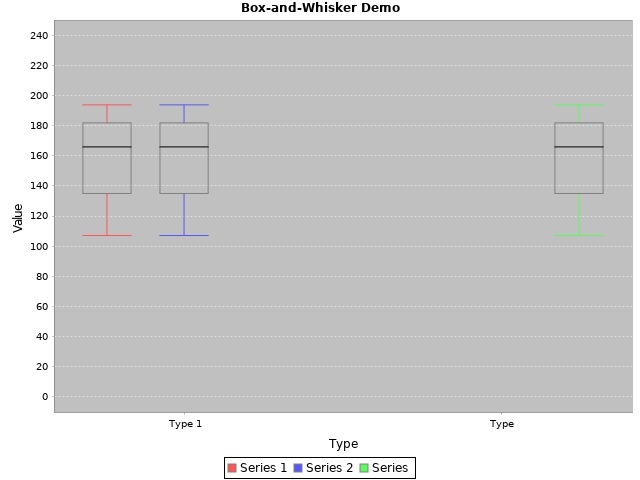 Box-and-Whisker Demo
240
220
200
180
160
140
120
100
80
60
40
20
0
Value
Type 1
Type
Type
Series 1
Series 2
Series